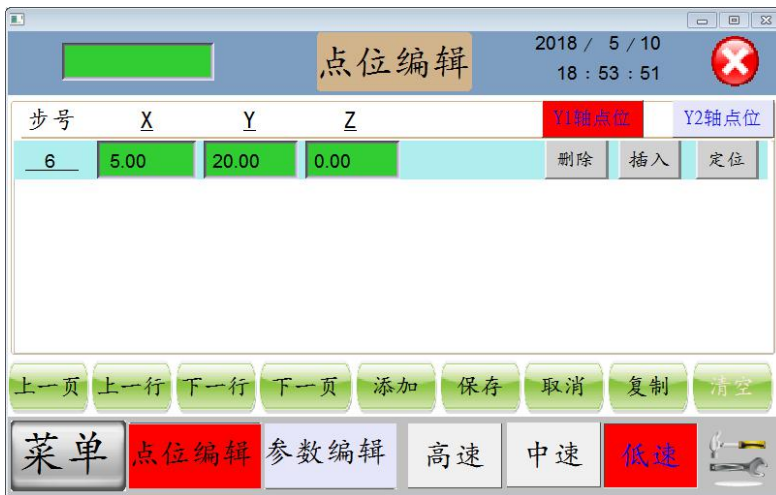 点位编辑
2018 / 5 / 10
18 : 53 : 51
步号 X Y Z Y1轴点位 Y2轴点位
6 5.00 20.00 0.00 删除 插入 定位
上一页 上一行 下一行 下一页 添加 保存 取消 复制 清空
菜单 点位编辑 参数编辑 高速 中速 低速